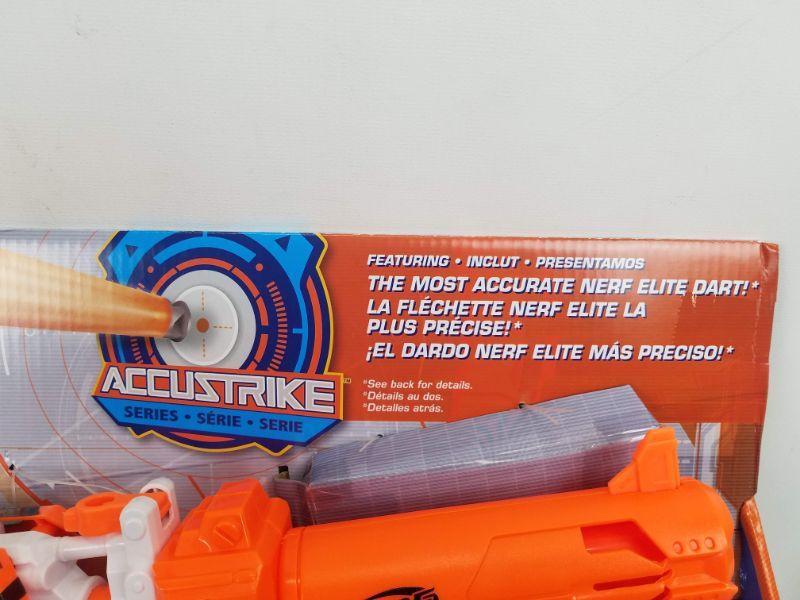 FEATURING • INCLUT • PRESENTAMOS
THE MOST ACCURATE NERF ELITE DART!*
LA FLÉCHETTE NERF ELITE LA
PLUS PRÉCISE!*
¡EL DARDO NERF ELITE MÁS PRECISO!*
*See back for details.
*Détails au dos.
*Detalles atrás.
ACCUSTRIKE™
SERIES • SÉRIE • SERIE